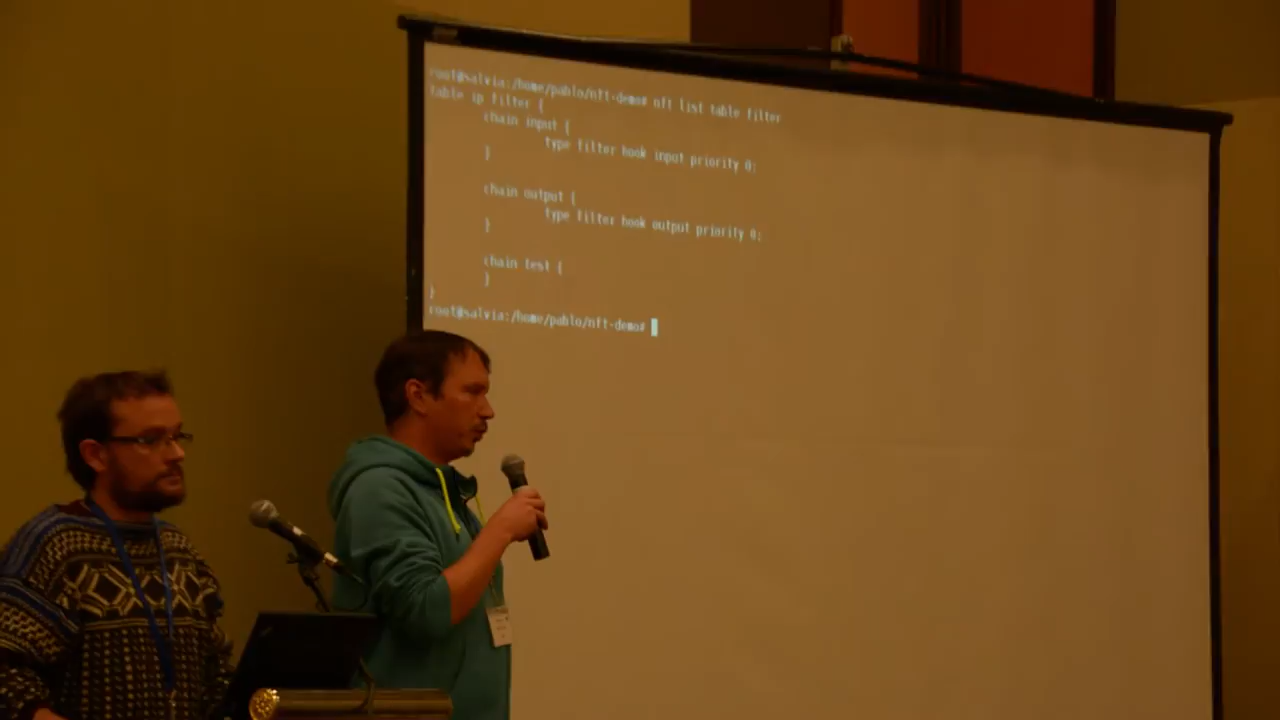 root@salvia:/home/pablo/nft-demo# nft list table filter
table ip filter {
chain input {
type filter hook input priority 0;
}
chain output {
type filter hook output priority 0;
}
chain test {
}
}
root@salvia:/home/pablo/nft-demo#